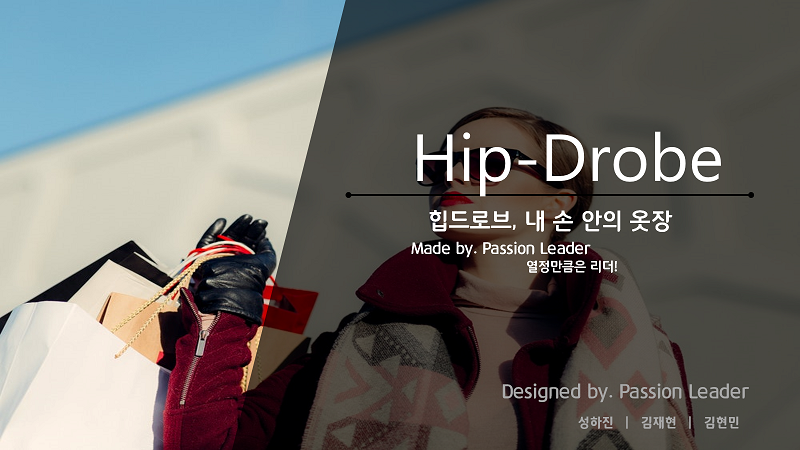 Hip-Drobe
힙드로브, 내 손 안의 옷장
Made by. Passion Leader
열정만큼은 리더!
Designed by. Passion Leader
성하진 | 김재현 | 김현민